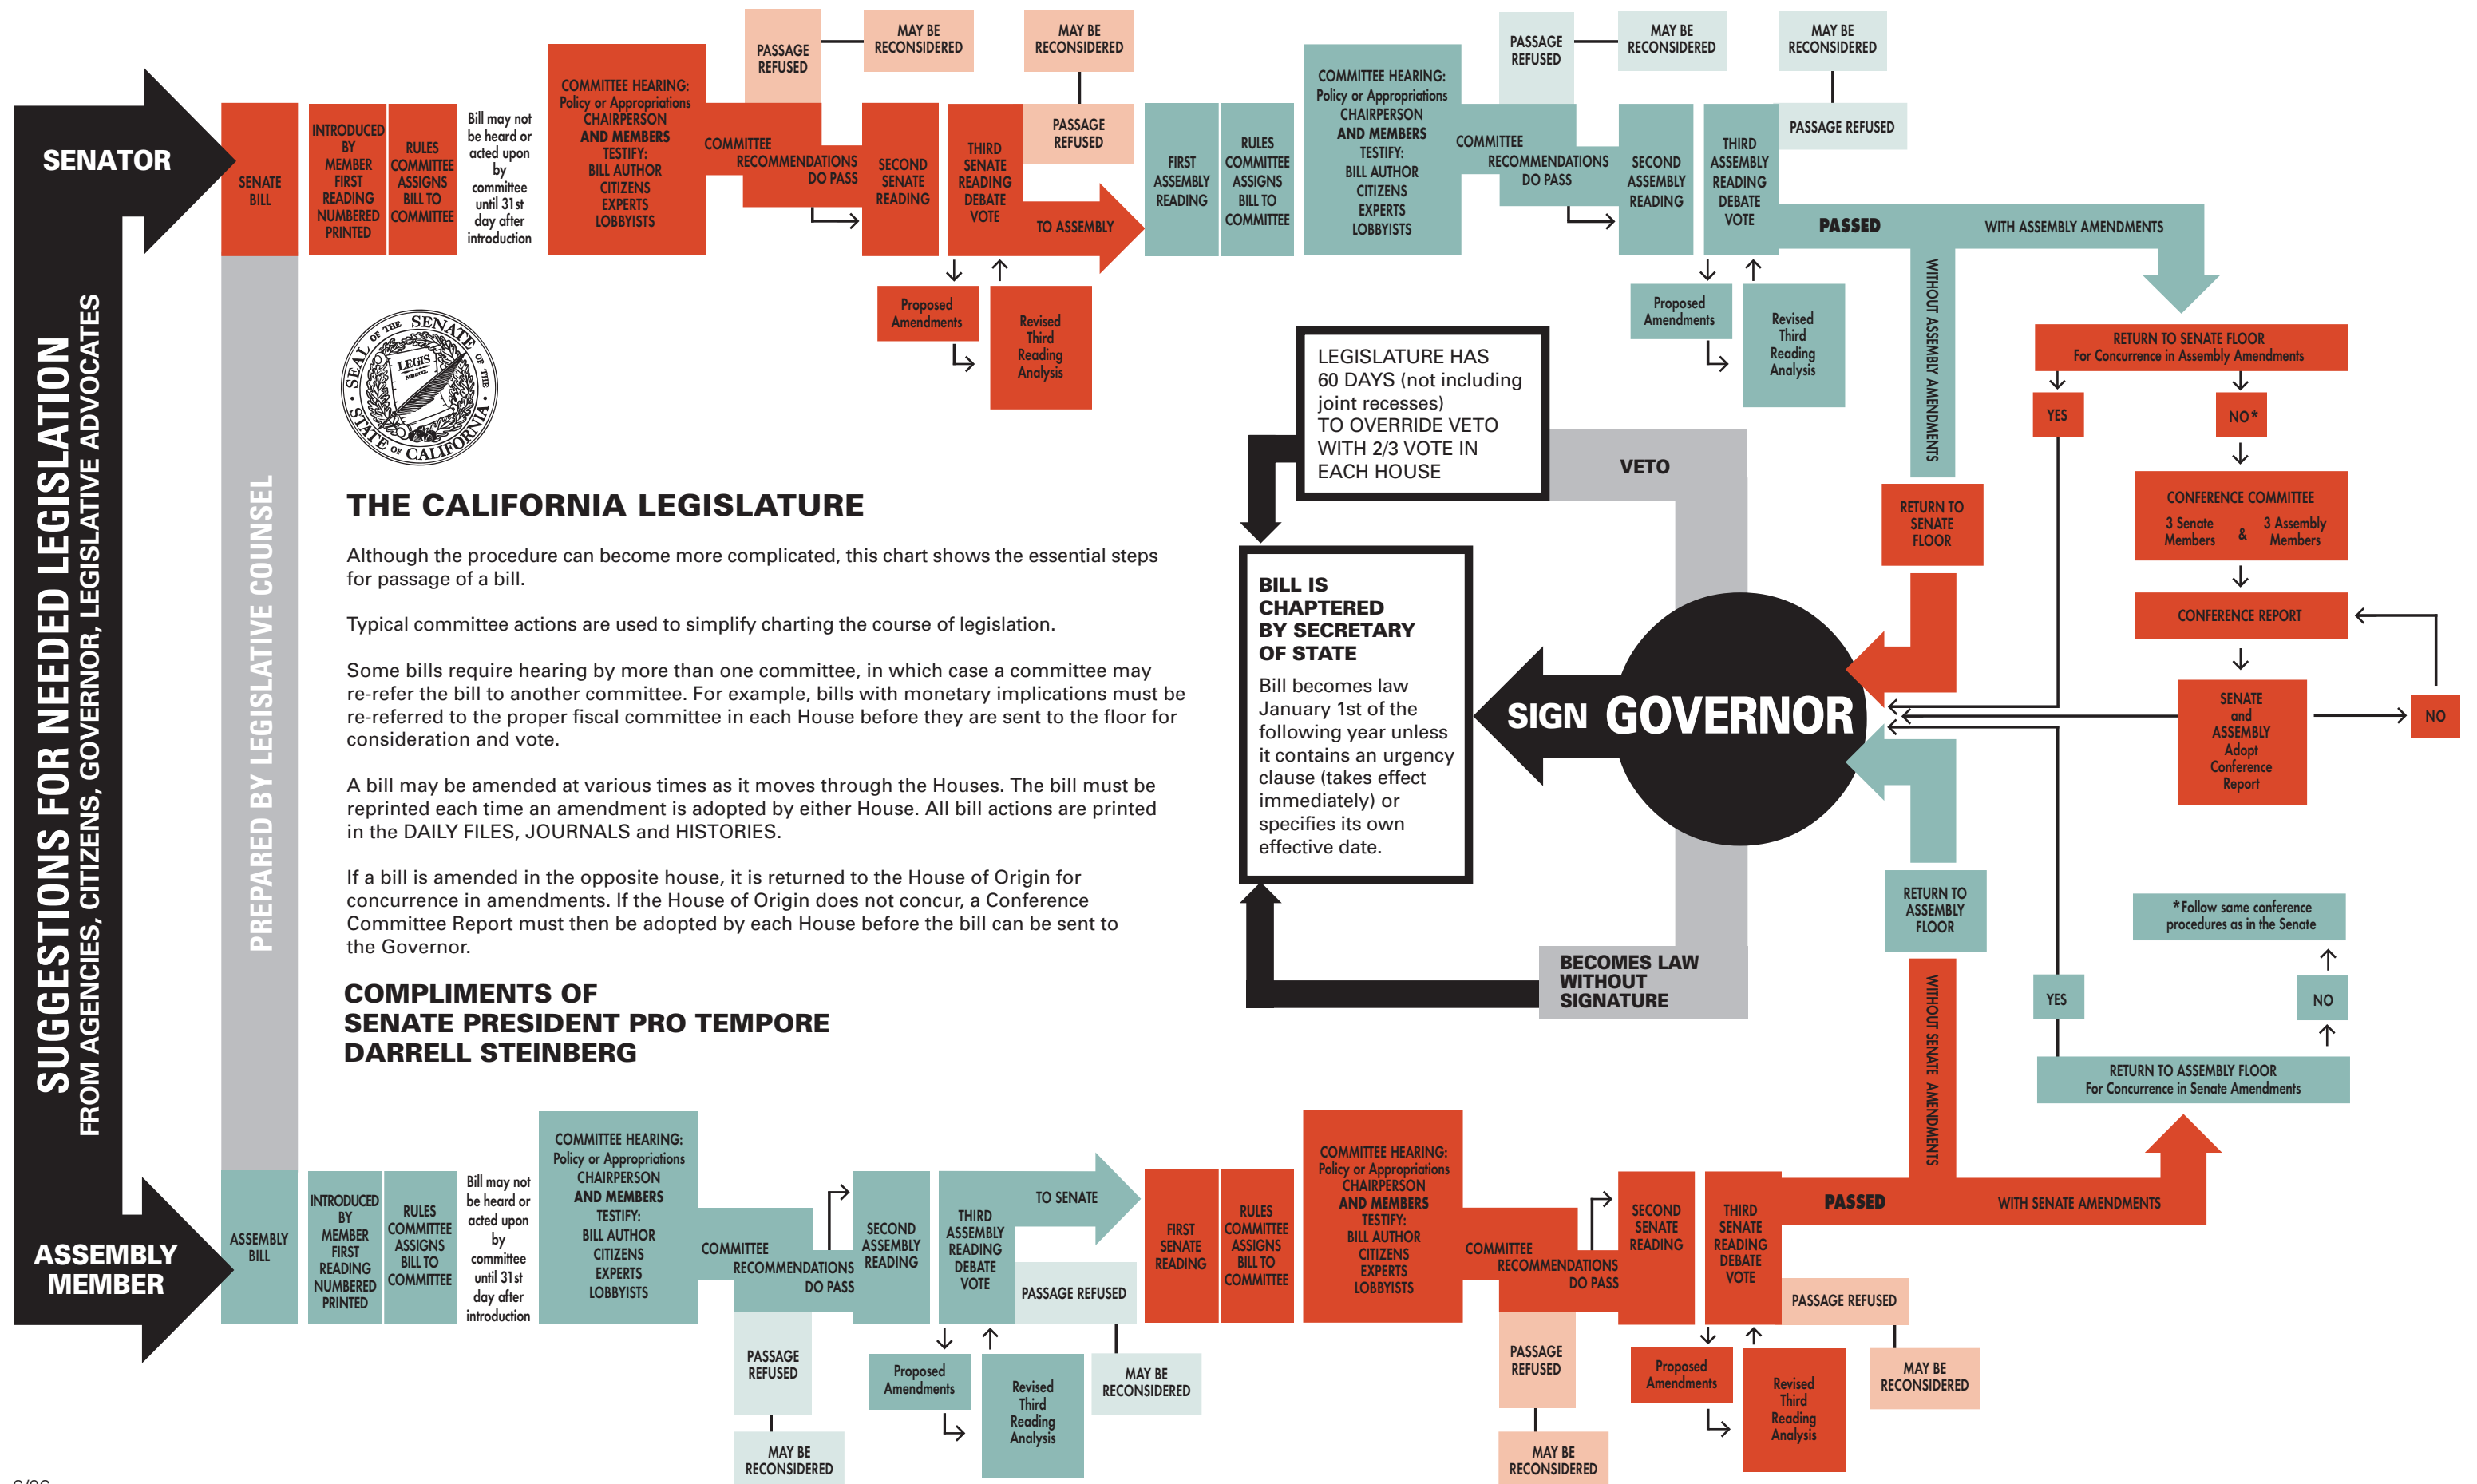 SUGGESTIONS FOR NEEDED LEGISLATION
FROM AGENCIES, CITIZENS, GOVERNOR, LEGISLATIVE ADVOCATES
SENATOR
ASSEMBLY
MEMBER
PREPARED BY LEGISLATIVE COUNSEL
SENATE
BILL
INTRODUCED
BY
MEMBER
FIRST
READING
NUMBERED
PRINTED
RULES
COMMITTEE
ASSIGNS
BILL TO
COMMITTEE
Bill may not
be heard or
acted upon
by
committee
until 31st
day after
introduction
COMMITTEE HEARING:
Policy or Appropriations
CHAIRPERSON
AND MEMBERS
TESTIFY:
BILL AUTHOR
CITIZENS
EXPERTS
LOBBYISTS
PASSAGE
REFUSED
MAY BE
RECONSIDERED
COMMITTEE
RECOMMENDATIONS
DO PASS
SECOND
SENATE
READING
THIRD
SENATE
READING
DEBATE
VOTE
MAY BE
RECONSIDERED
PASSAGE
REFUSED
TO ASSEMBLY
Proposed
Amendments
Revised
Third
Reading
Analysis
FIRST
ASSEMBLY
READING
RULES
COMMITTEE
ASSIGNS
BILL TO
COMMITTEE
COMMITTEE HEARING:
Policy or Appropriations
CHAIRPERSON
AND MEMBERS
TESTIFY:
BILL AUTHOR
CITIZENS
EXPERTS
LOBBYISTS
PASSAGE
REFUSED
MAY BE
RECONSIDERED
COMMITTEE
RECOMMENDATIONS
DO PASS
SECOND
ASSEMBLY
READING
THIRD
ASSEMBLY
READING
DEBATE
VOTE
MAY BE
RECONSIDERED
PASSAGE REFUSED
Proposed
Amendments
Revised
Third
Reading
Analysis
PASSED
WITH ASSEMBLY AMENDMENTS
WITHOUT ASSEMBLY AMENDMENTS
RETURN TO SENATE FLOOR
For Concurrence in Assembly Amendments
YES
NO*
CONFERENCE COMMITTEE
3 Senate
Members
&
3 Assembly
Members
CONFERENCE REPORT
SENATE
and
ASSEMBLY
Adopt
Conference
Report
NO
RETURN TO
SENATE
FLOOR
SEAL OF THE SENATE OF THE STATE OF CALIFORNIA
LEGIS
THE CALIFORNIA LEGISLATURE
Although the procedure can become more complicated, this chart shows the essential steps
for passage of a bill.
Typical committee actions are used to simplify charting the course of legislation.
Some bills require hearing by more than one committee, in which case a committee may
re-refer the bill to another committee. For example, bills with monetary implications must be
re-referred to the proper fiscal committee in each House before they are sent to the floor for
consideration and vote.
A bill may be amended at various times as it moves through the Houses. The bill must be
reprinted each time an amendment is adopted by either House. All bill actions are printed
in the DAILY FILES, JOURNALS and HISTORIES.
If a bill is amended in the opposite house, it is returned to the House of Origin for
concurrence in amendments. If the House of Origin does not concur, a Conference
Committee Report must then be adopted by each House before the bill can be sent to
the Governor.
COMPLIMENTS OF
SENATE PRESIDENT PRO TEMPORE
DARRELL STEINBERG
LEGISLATURE HAS
60 DAYS (not including
joint recesses)
TO OVERRIDE VETO
WITH 2/3 VOTE IN
EACH HOUSE
VETO
BILL IS
CHAPTERED
BY SECRETARY
OF STATE
Bill becomes law
January 1st of the
following year unless
it contains an urgency
clause (takes effect
immediately) or
specifies its own
effective date.
SIGN GOVERNOR
BECOMES LAW
WITHOUT
SIGNATURE
RETURN TO
ASSEMBLY
FLOOR
*Follow same conference
procedures as in the Senate
YES
NO
RETURN TO ASSEMBLY FLOOR
For Concurrence in Senate Amendments
WITHOUT SENATE AMENDMENTS
ASSEMBLY
BILL
INTRODUCED
BY
MEMBER
FIRST
READING
NUMBERED
PRINTED
RULES
COMMITTEE
ASSIGNS
BILL TO
COMMITTEE
Bill may not
be heard or
acted upon
by
committee
until 31st
day after
introduction
COMMITTEE HEARING:
Policy or Appropriations
CHAIRPERSON
AND MEMBERS
TESTIFY:
BILL AUTHOR
CITIZENS
EXPERTS
LOBBYISTS
COMMITTEE
RECOMMENDATIONS
DO PASS
PASSAGE
REFUSED
MAY BE
RECONSIDERED
SECOND
ASSEMBLY
READING
THIRD
ASSEMBLY
READING
DEBATE
VOTE
TO SENATE
PASSAGE REFUSED
MAY BE
RECONSIDERED
Proposed
Amendments
Revised
Third
Reading
Analysis
FIRST
SENATE
READING
RULES
COMMITTEE
ASSIGNS
BILL TO
COMMITTEE
COMMITTEE HEARING:
Policy or Appropriations
CHAIRPERSON
AND MEMBERS
TESTIFY:
BILL AUTHOR
CITIZENS
EXPERTS
LOBBYISTS
COMMITTEE
RECOMMENDATIONS
DO PASS
PASSAGE
REFUSED
MAY BE
RECONSIDERED
SECOND
SENATE
READING
THIRD
SENATE
READING
DEBATE
VOTE
PASSED
WITH SENATE AMENDMENTS
PASSAGE REFUSED
MAY BE
RECONSIDERED
Proposed
Amendments
Revised
Third
Reading
Analysis